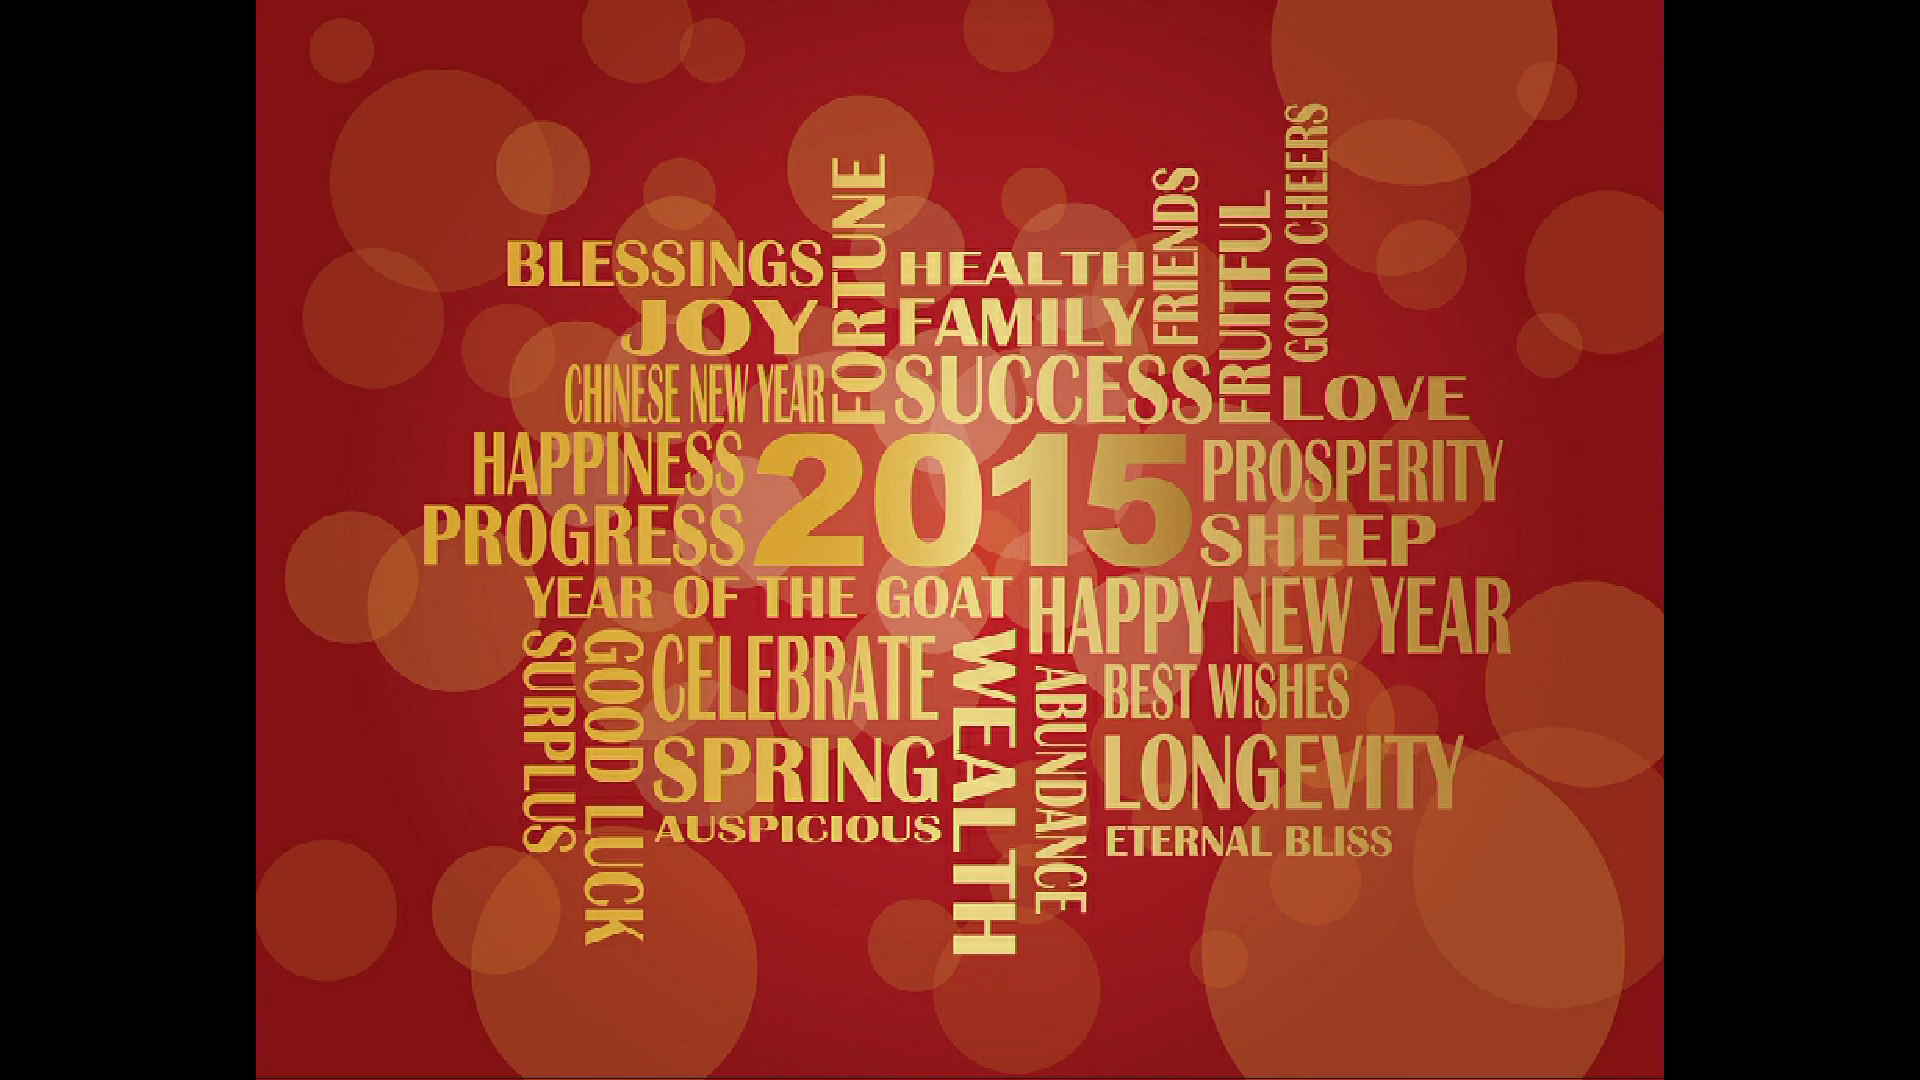 BLESSINGS
JOY
CHINESE NEW YEAR
FORTUNE
HEALTH
FAMILY
SUCCESS
FRIENDS
FRUITFUL
GOOD CHEERS
LOVE
HAPPINESS
PROGRESS
2015
PROSPERITY
SHEEP
YEAR OF THE GOAT
HAPPY NEW YEAR
SURPLUS
GOOD LUCK
CELEBRATE
SPRING
AUSPICIOUS
WEALTH
ABUNDANCE
BEST WISHES
LONGEVITY
ETERNAL BLISS